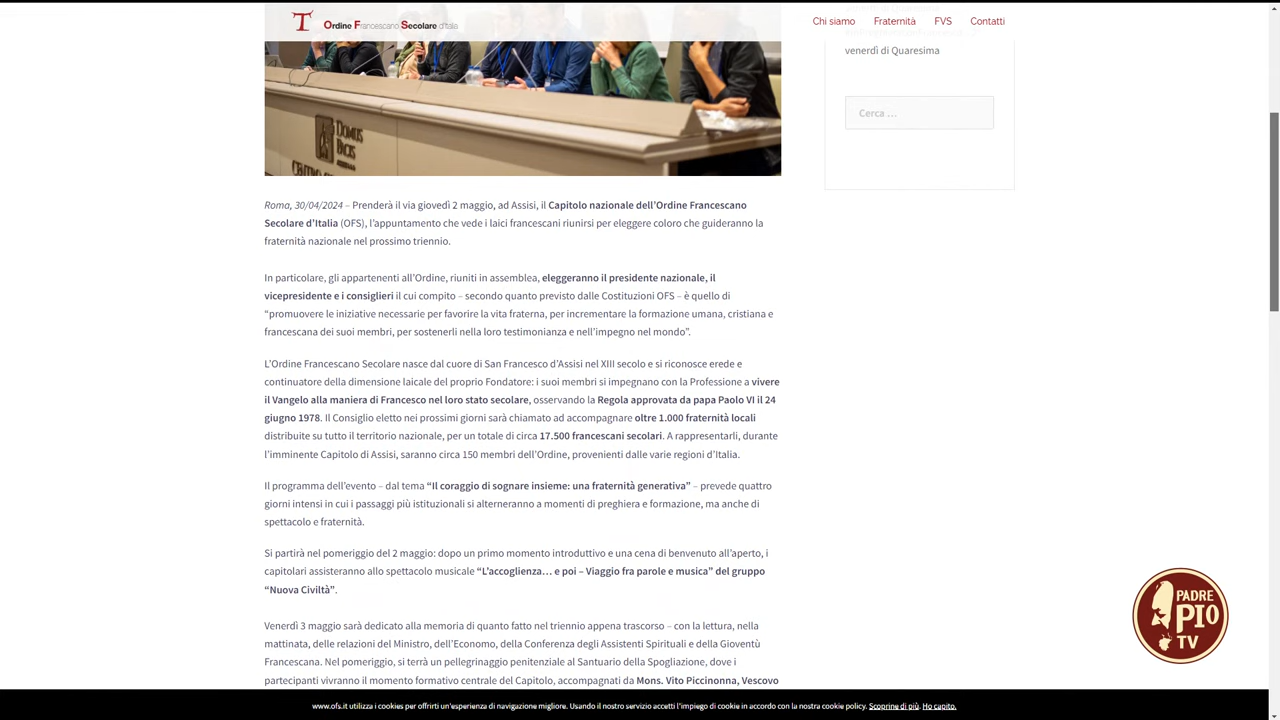 Ordine Francescano Secolare d'Italia
Chi siamo Fraternità FVS Contatti
venerdì di Quaresima
Cerca …
DOMUS
PACIS
Roma, 30/04/2024 – Prenderà il via giovedì 2 maggio, ad Assisi, il Capitolo nazionale dell'Ordine Francescano
Secolare d'Italia (OFS), l'appuntamento che vede i laici francescani riunirsi per eleggere coloro che guideranno la
fraternità nazionale nel prossimo triennio.
In particolare, gli appartenenti all'Ordine, riuniti in assemblea, eleggeranno il presidente nazionale, il
vicepresidente e i consiglieri il cui compito – secondo quanto previsto dalle Costituzioni OFS – è quello di
“promuovere le iniziative necessarie per favorire la vita fraterna, per incrementare la formazione umana, cristiana e
francescana dei suoi membri, per sostenerli nella loro testimonianza e nell'impegno nel mondo”.
L'Ordine Francescano Secolare nasce dal cuore di San Francesco d'Assisi nel XIII secolo e si riconosce erede e
continuatore della dimensione laicale del proprio Fondatore: i suoi membri si impegnano con la Professione a vivere
il Vangelo alla maniera di Francesco nel loro stato secolare, osservando la Regola approvata da papa Paolo VI il 24
giugno 1978. Il Consiglio eletto nei prossimi giorni sarà chiamato ad accompagnare oltre 1.000 fraternità locali
distribuite su tutto il territorio nazionale, per un totale di circa 17.500 francescani secolari. A rappresentarli, durante
l'imminente Capitolo di Assisi, saranno circa 150 membri dell'Ordine, provenienti dalle varie regioni d'Italia.
Il programma dell'evento – dal tema “Il coraggio di sognare insieme: una fraternità generativa” – prevede quattro
giorni intensi in cui i passaggi più istituzionali si alterneranno a momenti di preghiera e formazione, ma anche di
spettacolo e fraternità.
Si partirà nel pomeriggio del 2 maggio: dopo un primo momento introduttivo e una cena di benvenuto all'aperto, i
capitolari assisteranno allo spettacolo musicale “L'accoglienza… e poi – Viaggio fra parole e musica” del gruppo
“Nuova Civiltà”.
Venerdì 3 maggio sarà dedicato alla memoria di quanto fatto nel triennio appena trascorso – con la lettura, nella
mattinata, delle relazioni del Ministro, dell'Economo, della Conferenza degli Assistenti Spirituali e della Gioventù
Francescana. Nel pomeriggio, si terrà un pellegrinaggio penitenziale al Santuario della Spogliazione, dove i
partecipanti vivranno il momento formativo centrale del Capitolo, accompagnati da Mons. Vito Piccinonna, Vescovo
PADRE
PIO
TV
www.ofs.it utilizza i cookies per offrirti un'esperienza di navigazione migliore. Usando il nostro servizio accetti l'impiego di cookie in accordo con la nostra cookie policy. Scoprine di più. Ho capito.